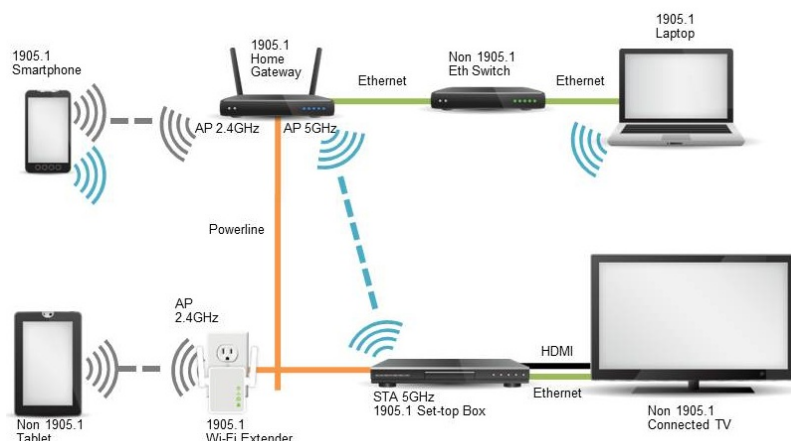 1905.1
Smartphone
1905.1
Home
Gateway
Non 1905.1
Eth Switch
1905.1
Laptop
Ethernet
Ethernet
AP 2.4GHz
AP 5GHz
Powerline
AP
2.4GHz
HDMI
Ethernet
STA 5GHz
1905.1 Set-top Box
Non 1905.1
Tablet
1905.1
Wi-Fi Extender
Non 1905.1
Connected TV